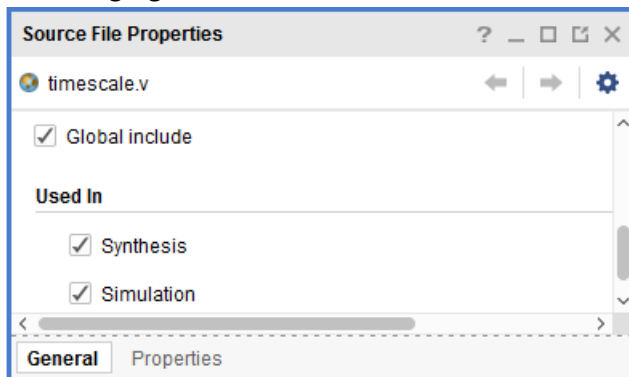 Source File Properties
timescale.v
Global include
Used In
Synthesis
Simulation
General Properties